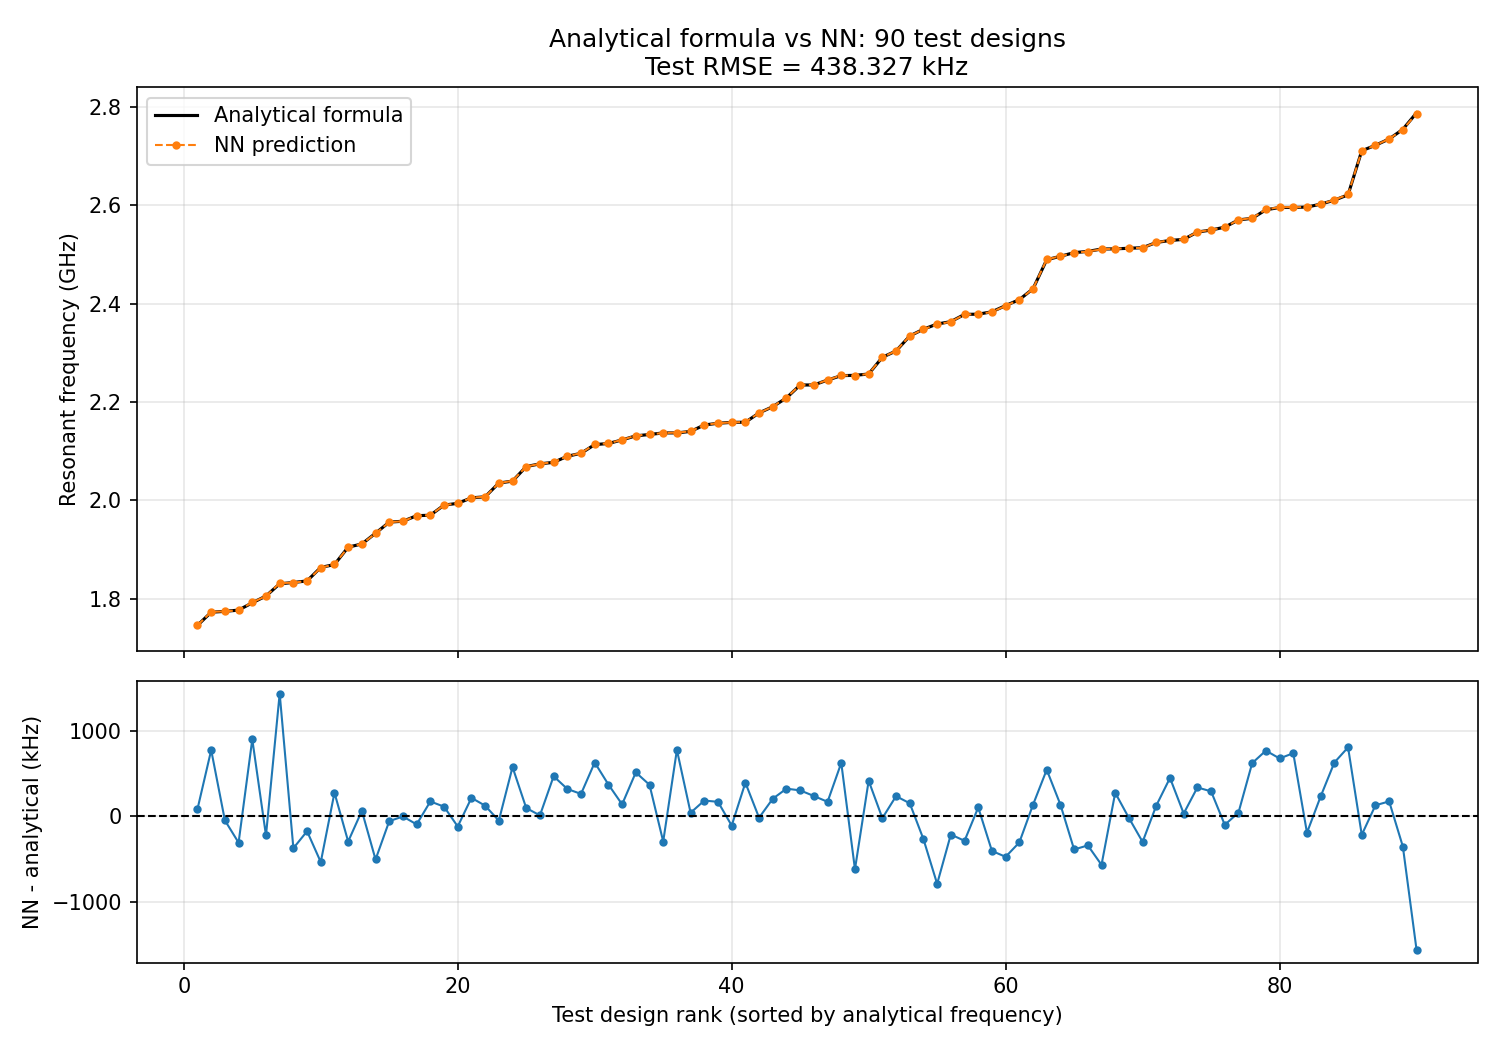 Analytical formula vs NN: 90 test designs
Test RMSE = 438.327 kHz
Analytical formula
NN prediction
Resonant frequency (GHz)
2.8
2.6
2.4
2.2
2.0
1.8
NN - analytical (kHz)
1000
0
−1000
0 20 40 60 80
Test design rank (sorted by analytical frequency)